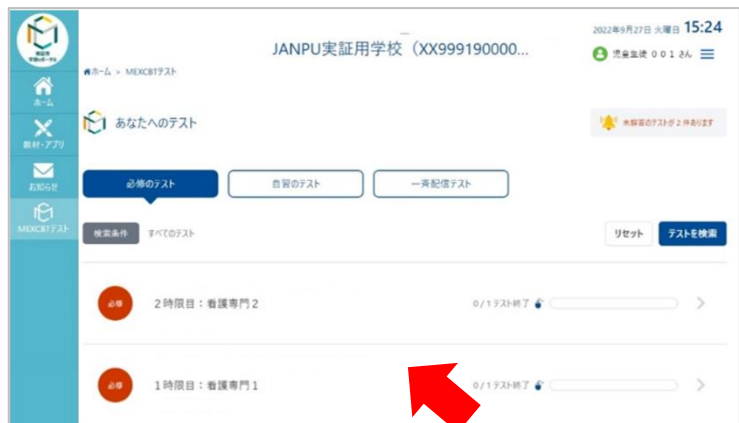 2022年9月27日 火曜日 15:24
JANPU実証用学校（XX999190000...
児童生徒 001 さん
ホーム > MEXCBTテスト
ホーム
教材・アプリ
お知らせ
MEXCBTテスト
あなたへのテスト
未解答のテストが2件あります
必修のテスト
自習のテスト
一斉配信テスト
検索条件
すべてのテスト
リセット
テストを検索
必修
2時限目：看護専門2
0/1テスト終了
必修
1時限目：看護専門1
0/1テスト終了